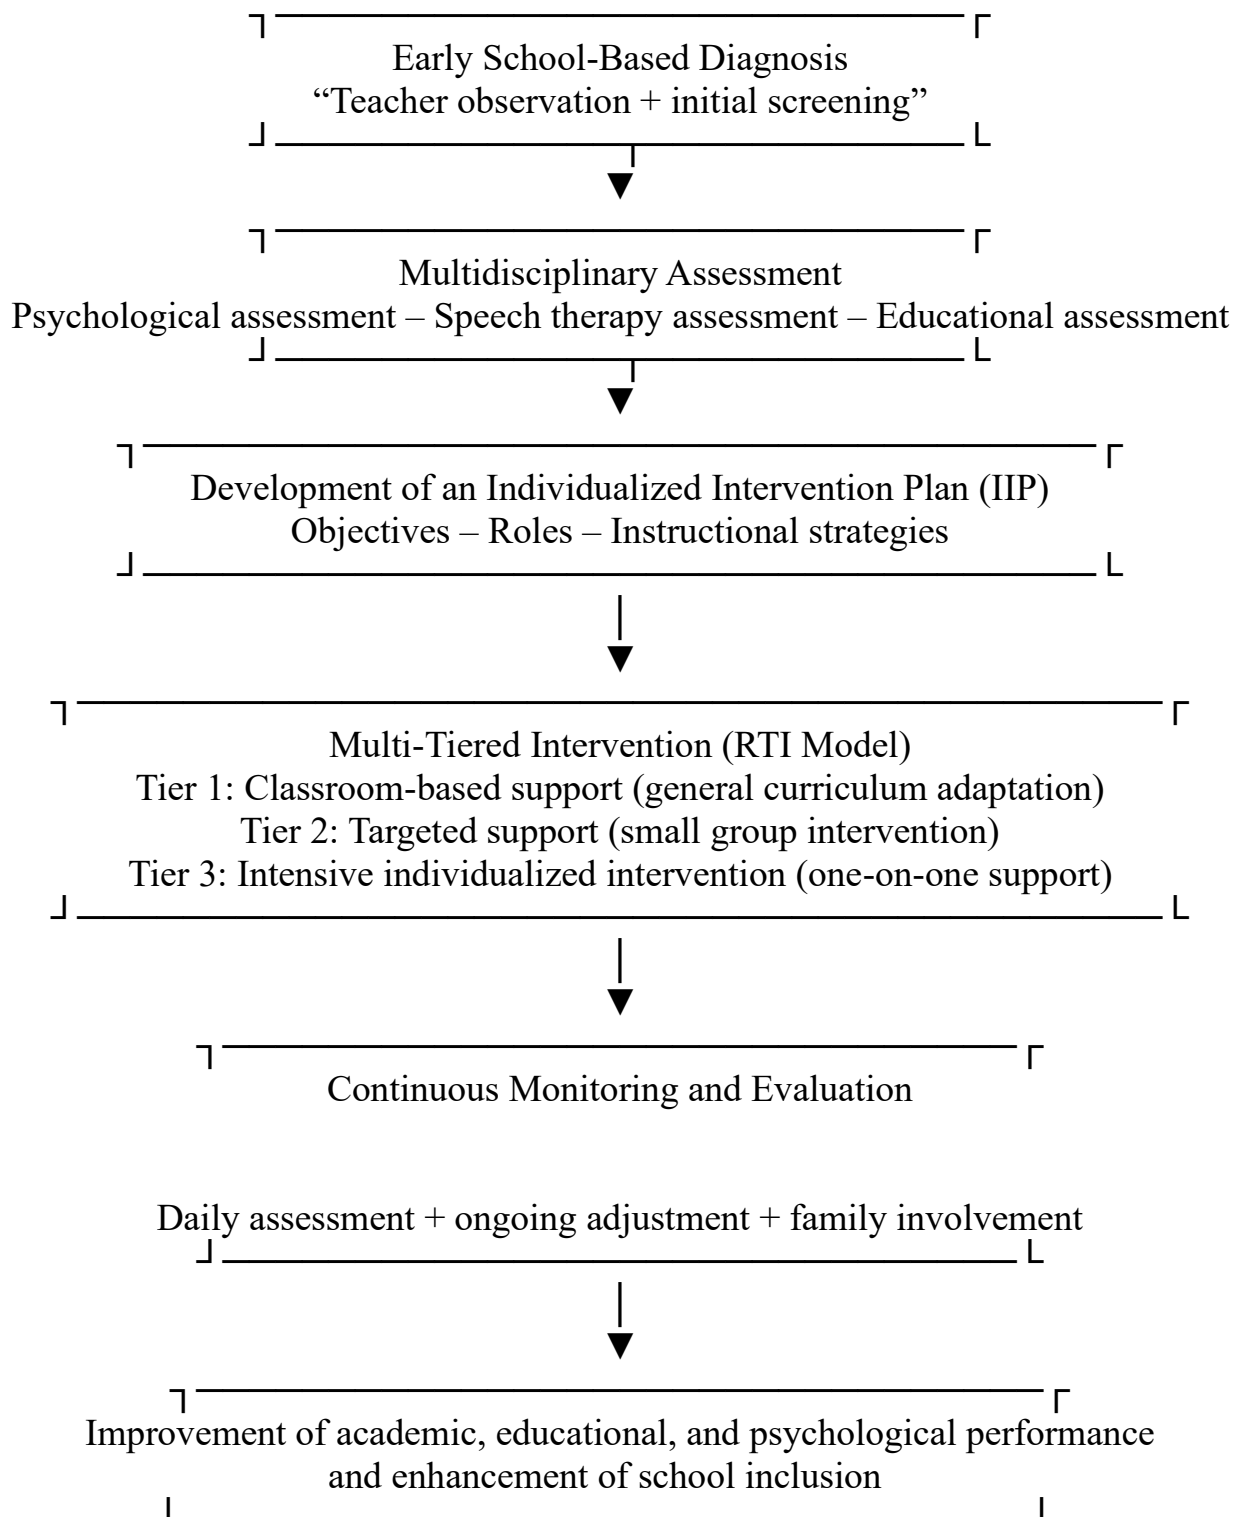 Early School-Based Diagnosis
“Teacher observation + initial screening”
Multidisciplinary Assessment
Psychological assessment – Speech therapy assessment – Educational assessment
Development of an Individualized Intervention Plan (IIP)
Objectives – Roles – Instructional strategies
Multi-Tiered Intervention (RTI Model)
Tier 1: Classroom-based support (general curriculum adaptation)
Tier 2: Targeted support (small group intervention)
Tier 3: Intensive individualized intervention (one-on-one support)
Continuous Monitoring and Evaluation
Daily assessment + ongoing adjustment + family involvement
Improvement of academic, educational, and psychological performance
and enhancement of school inclusion